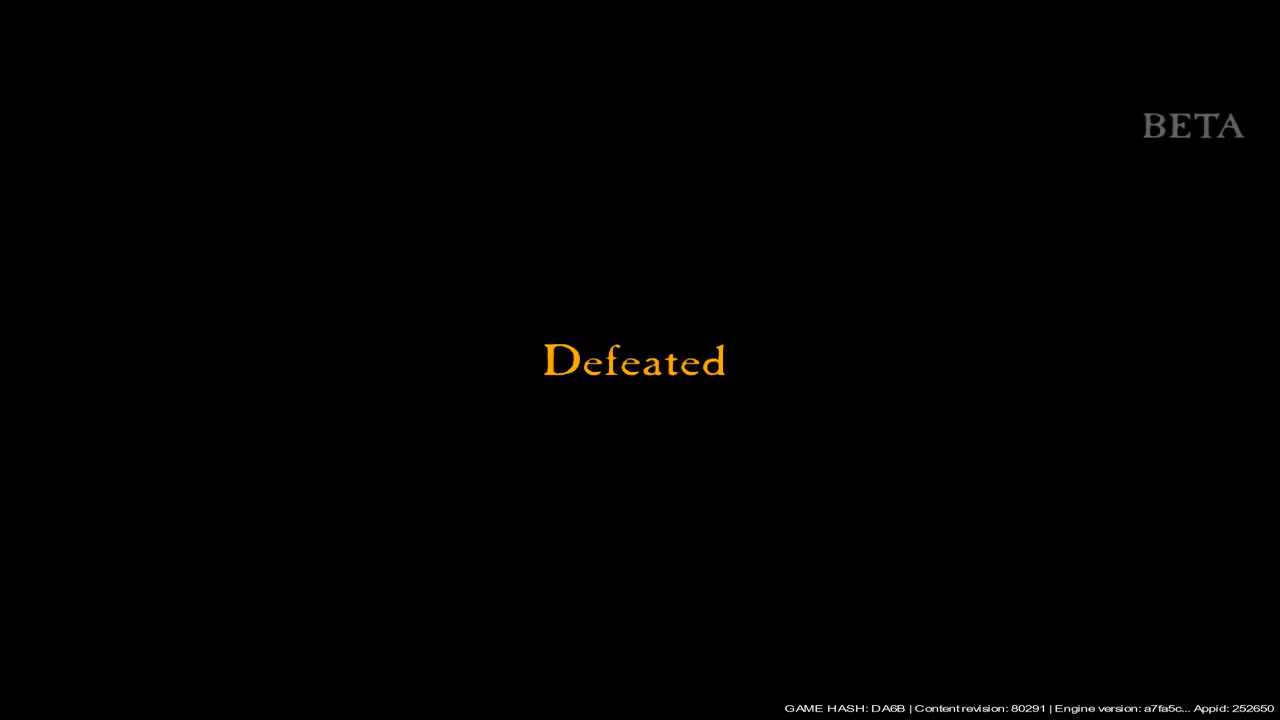 BETA
Defeated
GAME HASH: DA6B | Content revision: 80291 | Engine version: a7fa5c... Appid: 252650